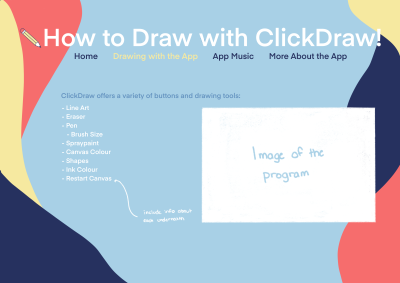 How to Draw with ClickDraw!
Home Drawing with the App App Music More About the App
ClickDraw offers a variety of buttons and drawing tools:
- Line Art
- Eraser
- Pen
- Brush Size
- Spraypaint
- Canvas Colour
- Shapes
- Ink Colour
- Restart Canvas
Image of the
program
include info about
each underneath